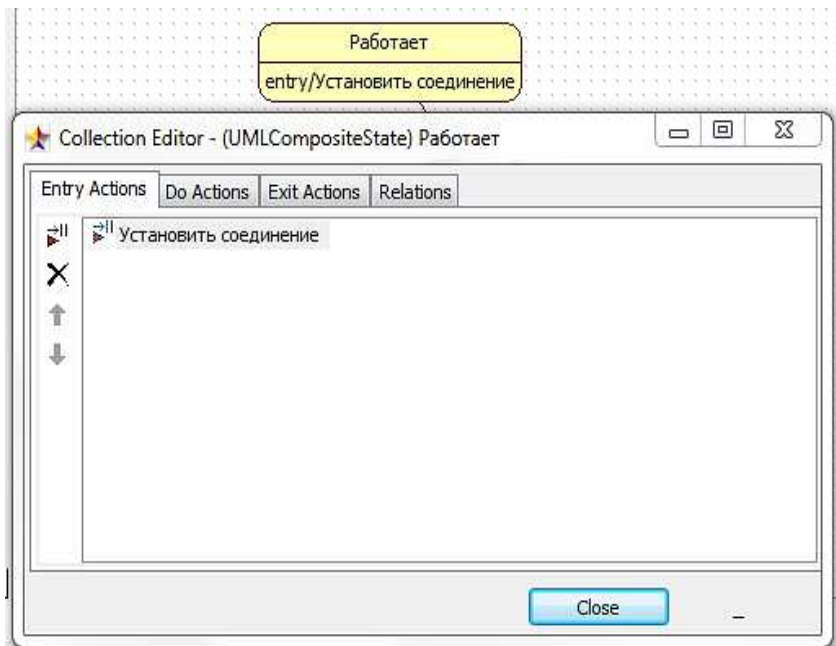 Работает
entry/Установить соединение
Collection Editor - (UMLCompositeState) Работает
Entry Actions Do Actions Exit Actions Relations
Установить соединение
Close